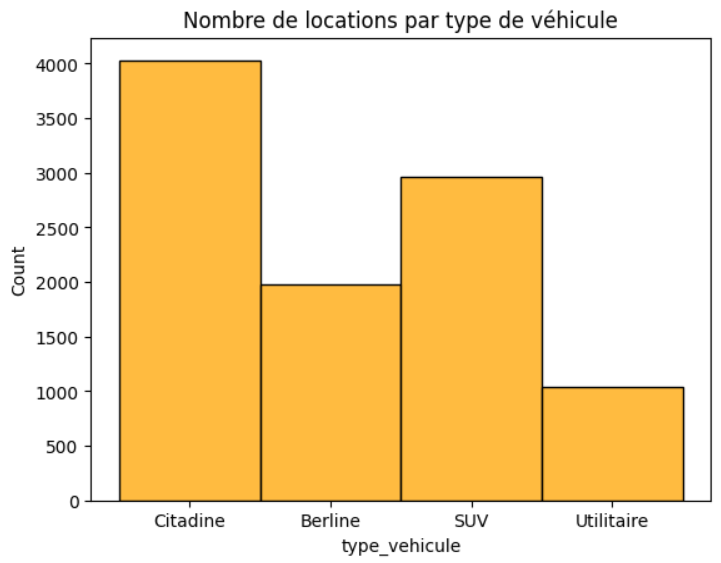 Nombre de locations par type de véhicule
4000
3500
3000
2500
2000
1500
1000
500
0
Count
Citadine Berline SUV Utilitaire
type_vehicule